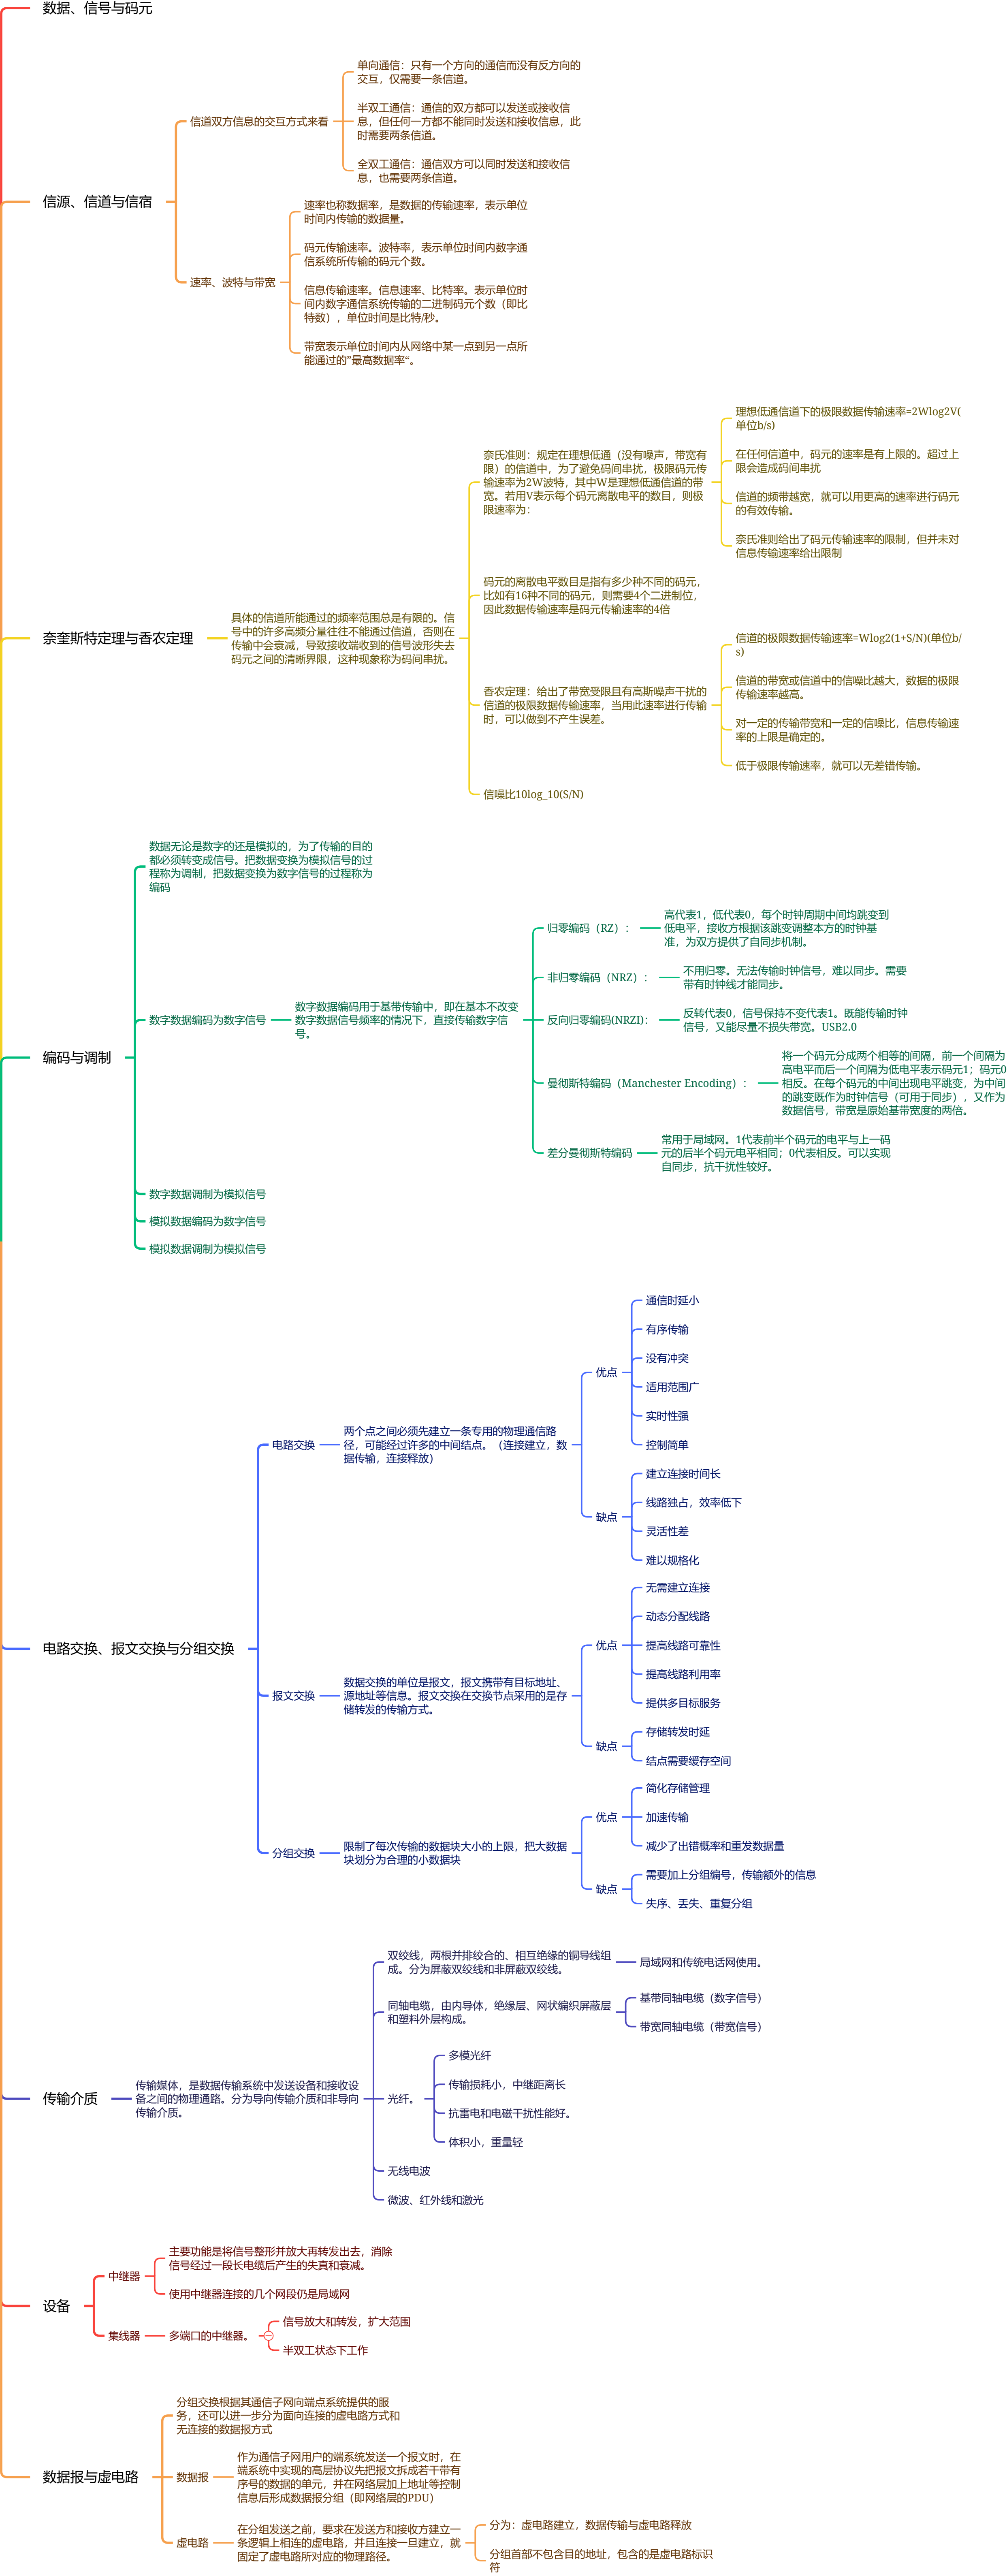 数据、信号与码元
信源、信道与信宿
信道双方信息的交互方式来看
单向通信：只有一个方向的通信而没有反方向的
交互，仅需要一条信道。
半双工通信：通信的双方都可以发送或接收信
息，但任何一方都不能同时发送和接收信息，此
时需要两条信道。
全双工通信：通信双方可以同时发送和接收信
息，也需要两条信道。
速率、波特与带宽
速率也称数据率，是数据的传输速率，表示单位
时间内传输的数据量。
码元传输速率。波特率，表示单位时间内数字通
信系统所传输的码元个数。
信息传输速率。信息速率、比特率。表示单位时
间内数字通信系统传输的二进制码元个数（即比
特数），单位时间是比特/秒。
带宽表示单位时间内从网络中某一点到另一点所
能通过的”最高数据率“。
奈奎斯特定理与香农定理
具体的信道所能通过的频率范围总是有限的。信
号中的许多高频分量往往不能通过信道，否则在
传输中会衰减，导致接收端收到的信号波形失去
码元之间的清晰界限，这种现象称为码间串扰。
奈氏准则：规定在理想低通（没有噪声，带宽有
限）的信道中，为了避免码间串扰，极限码元传
输速率为2W波特，其中W是理想低通信道的带
宽。若用V表示每个码元离散电平的数目，则极
限速率为：
理想低通信道下的极限数据传输速率=2Wlog2V(
单位b/s)
在任何信道中，码元的速率是有上限的。超过上
限会造成码间串扰
信道的频带越宽，就可以用更高的速率进行码元
的有效传输。
奈氏准则给出了码元传输速率的限制，但并未对
信息传输速率给出限制
码元的离散电平数目是指有多少种不同的码元，
比如有16种不同的码元，则需要4个二进制位，
因此数据传输速率是码元传输速率的4倍
香农定理：给出了带宽受限且有高斯噪声干扰的
信道的极限数据传输速率，当用此速率进行传输
时，可以做到不产生误差。
信道的极限数据传输速率=Wlog2(1+S/N)(单位b/
s)
信道的带宽或信道中的信噪比越大，数据的极限
传输速率越高。
对一定的传输带宽和一定的信噪比，信息传输速
率的上限是确定的。
低于极限传输速率，就可以无差错传输。
信噪比10log_10(S/N)
编码与调制
数据无论是数字的还是模拟的，为了传输的目的
都必须转变成信号。把数据变换为模拟信号的过
程称为调制，把数据变换为数字信号的过程称为
编码
数字数据编码为数字信号
数字数据编码用于基带传输中，即在基本不改变
数字数据信号频率的情况下，直接传输数字信
号。
归零编码（RZ）：
高代表1，低代表0，每个时钟周期中间均跳变到
低电平，接收方根据该跳变调整本方的时钟基
准，为双方提供了自同步机制。
非归零编码（NRZ）：
不用归零。无法传输时钟信号，难以同步。需要
带有时钟线才能同步。
反向归零编码(NRZI)：
反转代表0，信号保持不变代表1。既能传输时钟
信号，又能尽量不损失带宽。USB2.0
曼彻斯特编码（Manchester Encoding）：
将一个码元分成两个相等的间隔，前一个间隔为
高电平而后一个间隔为低电平表示码元1；码元0
相反。在每个码元的中间出现电平跳变，为中间
的跳变既作为时钟信号（可用于同步），又作为
数据信号，带宽是原始基带宽度的两倍。
差分曼彻斯特编码
常用于局域网。1代表前半个码元的电平与上一码
元的后半个码元电平相同；0代表相反。可以实现
自同步，抗干扰性较好。
数字数据调制为模拟信号
模拟数据编码为数字信号
模拟数据调制为模拟信号
电路交换、报文交换与分组交换
电路交换
两个点之间必须先建立一条专用的物理通信路
径，可能经过许多的中间结点。（连接建立，数
据传输，连接释放）
优点
通信时延小
有序传输
没有冲突
适用范围广
实时性强
控制简单
缺点
建立连接时间长
线路独占，效率低下
灵活性差
难以规格化
报文交换
数据交换的单位是报文，报文携带有目标地址、
源地址等信息。报文交换在交换节点采用的是存
储转发的传输方式。
优点
无需建立连接
动态分配线路
提高线路可靠性
提高线路利用率
提供多目标服务
缺点
存储转发时延
结点需要缓存空间
分组交换
限制了每次传输的数据块大小的上限，把大数据
块划分为合理的小数据块
优点
简化存储管理
加速传输
减少了出错概率和重发数据量
缺点
需要加上分组编号，传输额外的信息
失序、丢失、重复分组
传输介质
传输媒体，是数据传输系统中发送设备和接收设
备之间的物理通路。分为导向传输介质和非导向
传输介质。
双绞线，两根并排绞合的、相互绝缘的铜导线组
成。分为屏蔽双绞线和非屏蔽双绞线。
局域网和传统电话网使用。
同轴电缆，由内导体，绝缘层、网状编织屏蔽层
和塑料外层构成。
基带同轴电缆（数字信号）
带宽同轴电缆（带宽信号）
光纤。
多模光纤
传输损耗小，中继距离长
抗雷电和电磁干扰性能好。
体积小，重量轻
无线电波
微波、红外线和激光
设备
中继器
主要功能是将信号整形并放大再转发出去，消除
信号经过一段长电缆后产生的失真和衰减。
使用中继器连接的几个网段仍是局域网
集线器
多端口的中继器。
信号放大和转发，扩大范围
半双工状态下工作
数据报与虚电路
分组交换根据其通信子网向端点系统提供的服
务，还可以进一步分为面向连接的虚电路方式和
无连接的数据报方式
数据报
作为通信子网用户的端系统发送一个报文时，在
端系统中实现的高层协议先把报文拆成若干带有
序号的数据的单元，并在网络层加上地址等控制
信息后形成数据报分组（即网络层的PDU）
虚电路
在分组发送之前，要求在发送方和接收方建立一
条逻辑上相连的虚电路，并且连接一旦建立，就
固定了虚电路所对应的物理路径。
分为：虚电路建立，数据传输与虚电路释放
分组首部不包含目的地址，包含的是虚电路标识
符